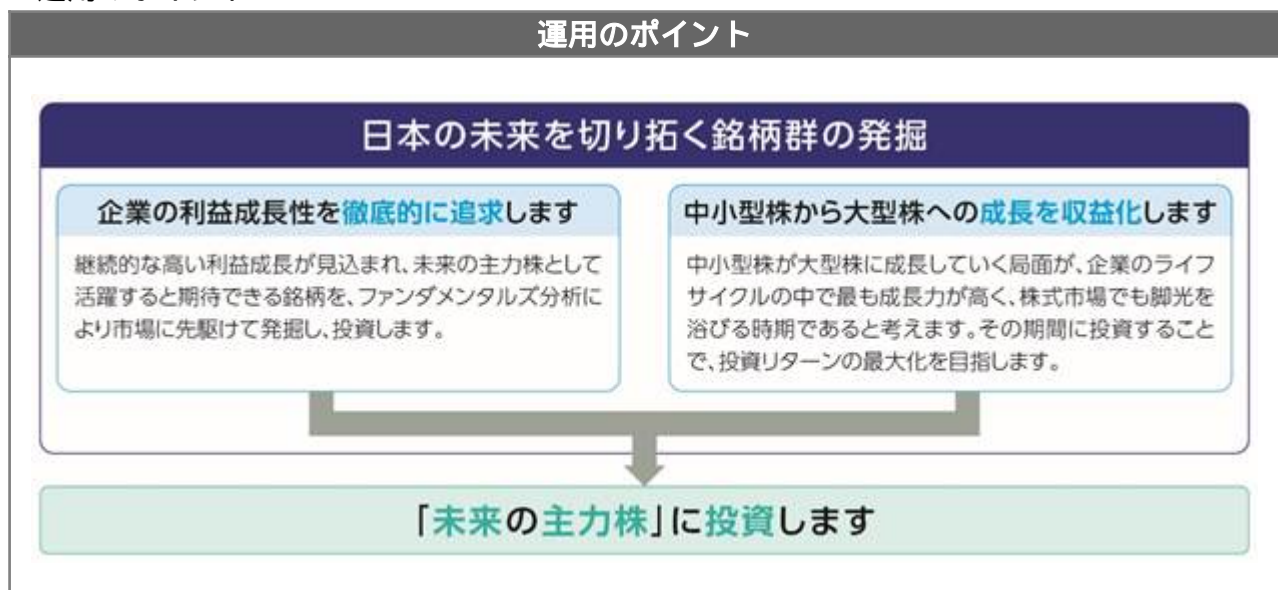 運用のポイント
日本の未来を切り拓く銘柄群の発掘
企業の利益成長性を徹底的に追求します
継続的な高い利益成長が見込まれ、未来の主力株として
活躍すると期待できる銘柄を、ファンダメンタルズ分析に
より市場に先駆けて発掘し、投資します。
中小型株から大型株への成長を収益化します
中小型株が大型株に成長していく局面が、企業のライフ
サイクルの中で最も成長力が高く、株式市場でも脚光を
浴びる時期であると考えます。その期間に投資すること
で、投資リターンの最大化を目指します。
「未来の主力株」に投資します